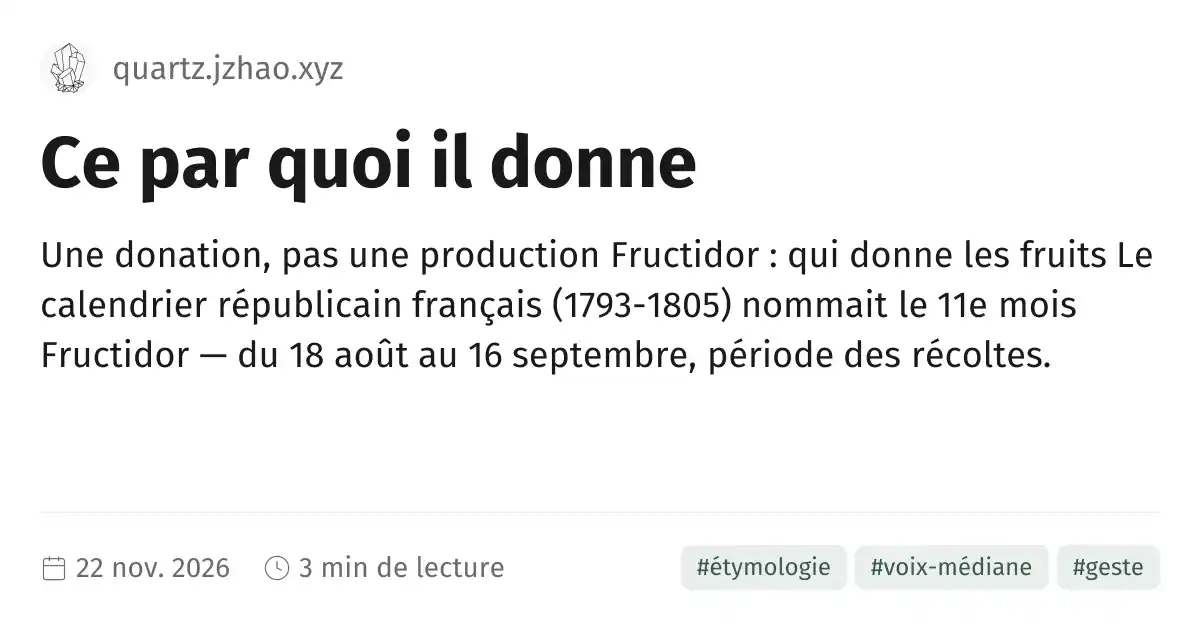 quartz.jzhao.xyz
Ce par quoi il donne
Une donation, pas une production Fructidor : qui donne les fruits Le
calendrier républicain français (1793-1805) nommait le 11e mois
Fructidor — du 18 août au 16 septembre, période des récoltes.
22 nov. 2026 3 min de lecture #étymologie #voix-médiane #geste